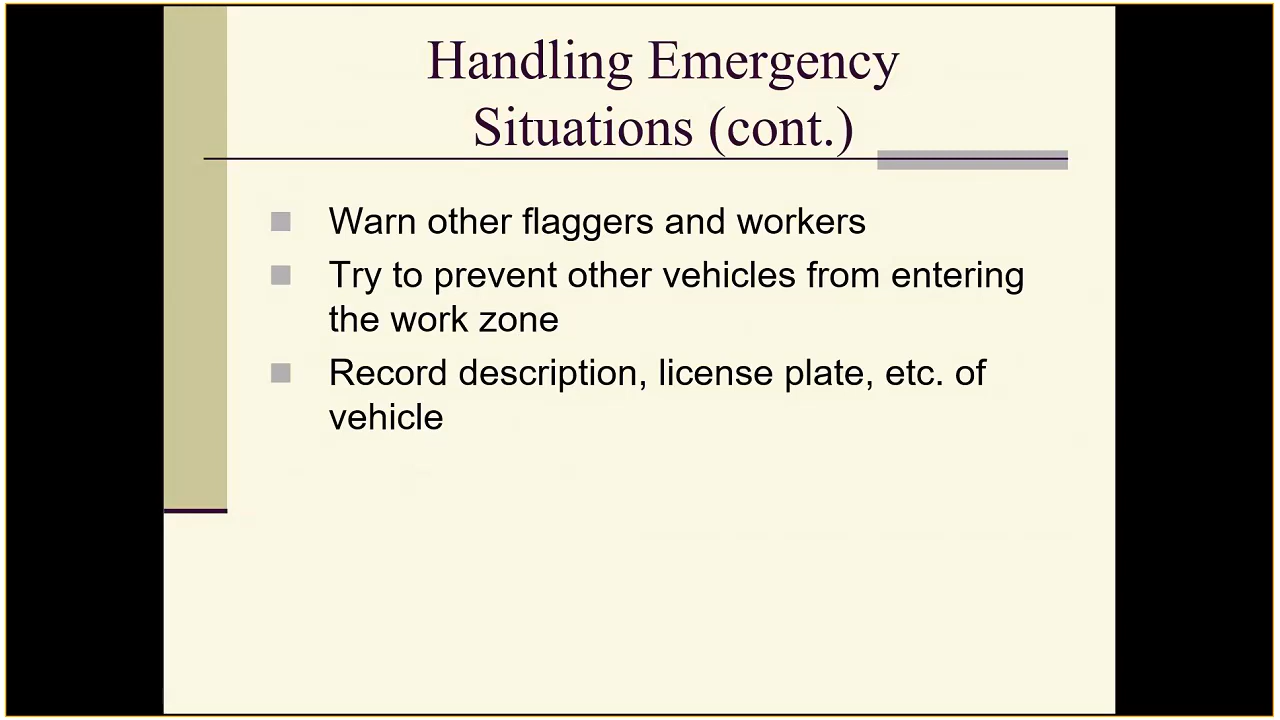 Handling Emergency
Situations (cont.)
Warn other flaggers and workers
Try to prevent other vehicles from entering
the work zone
Record description, license plate, etc. of
vehicle